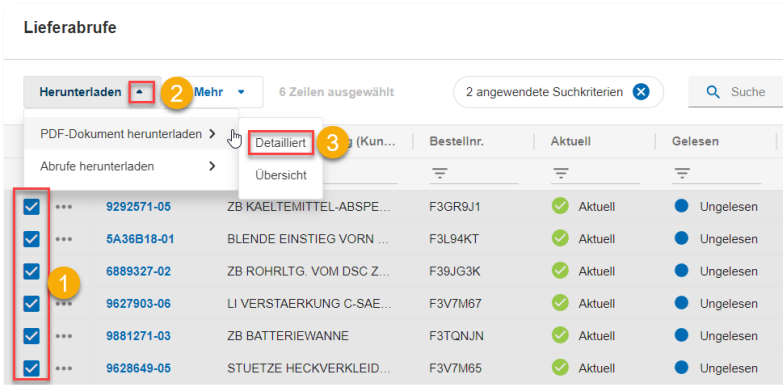 Lieferabrufe
Herunterladen 2 Mehr 6 Zeilen ausgewählt 2 angewendete Suchkriterien Suche
PDF-Dokument herunterladen Detailliert 3 (Kun... Bestellnr. Aktuell Gelesen
Abrufe herunterladen Übersicht
9292571-05 ZB KAELTEMITTEL-ABSPE... F3GR9J1 Aktuell Ungelesen
5A36B18-01 BLENDE EINSTIEG VORN ... F3L94KT Aktuell Ungelesen
6889327-02 ZB ROHRLTG. VOM DSC Z... F39JG3K Aktuell Ungelesen
1
9627903-06 LI VERSTAERKUNG C-SAE... F3V7M67 Aktuell Ungelesen
9881271-03 ZB BATTERIEWANNE F3TQNJN Aktuell Ungelesen
9628649-05 STUETZE HECKVERKLEID... F3V7M65 Aktuell Ungelesen